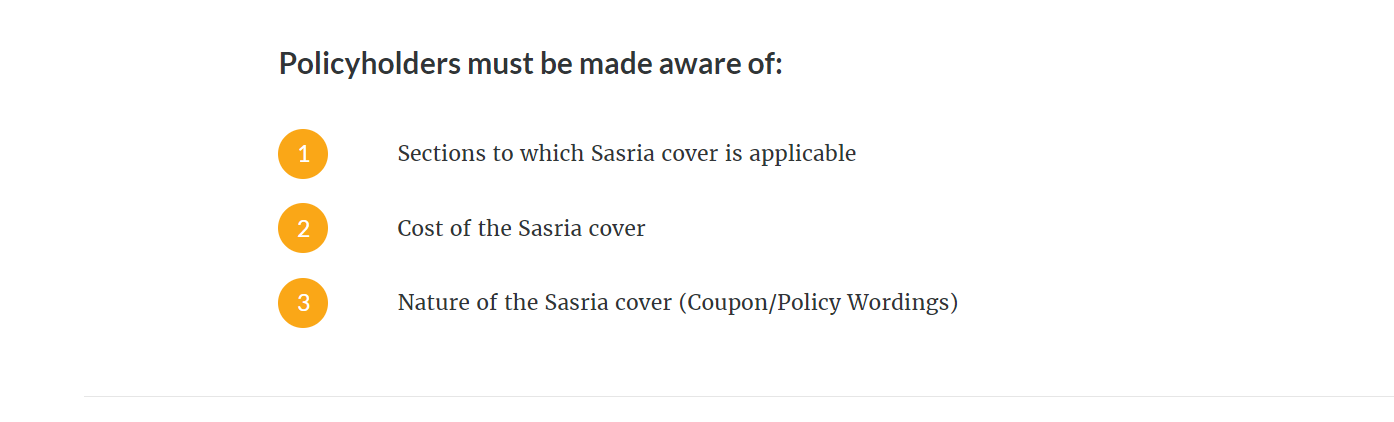 Policyholders must be made aware of:
1 Sections to which Sasria cover is applicable
2 Cost of the Sasria cover
3 Nature of the Sasria cover (Coupon/Policy Wordings)